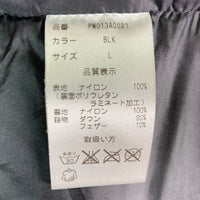 品番 PW013A0021
カラー BLK
サイズ L
品質表示
表地 ナイロン 100%
(裏面ポリウレタン
ラミネート加工)
裏地 ナイロン 100%
詰物 ダウン 90%
フェザー 10%
取扱い方